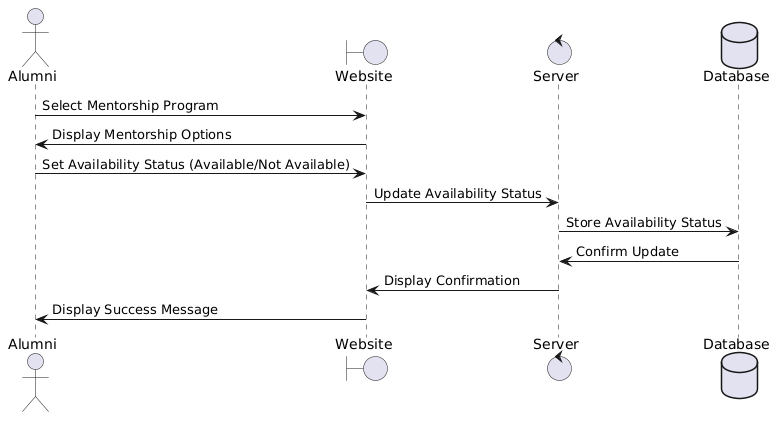 Alumni
Website
Server
Database
Select Mentorship Program
Display Mentorship Options
Set Availability Status (Available/Not Available)
Update Availability Status
Store Availability Status
Confirm Update
Display Confirmation
Display Success Message
Alumni
Website
Server
Database